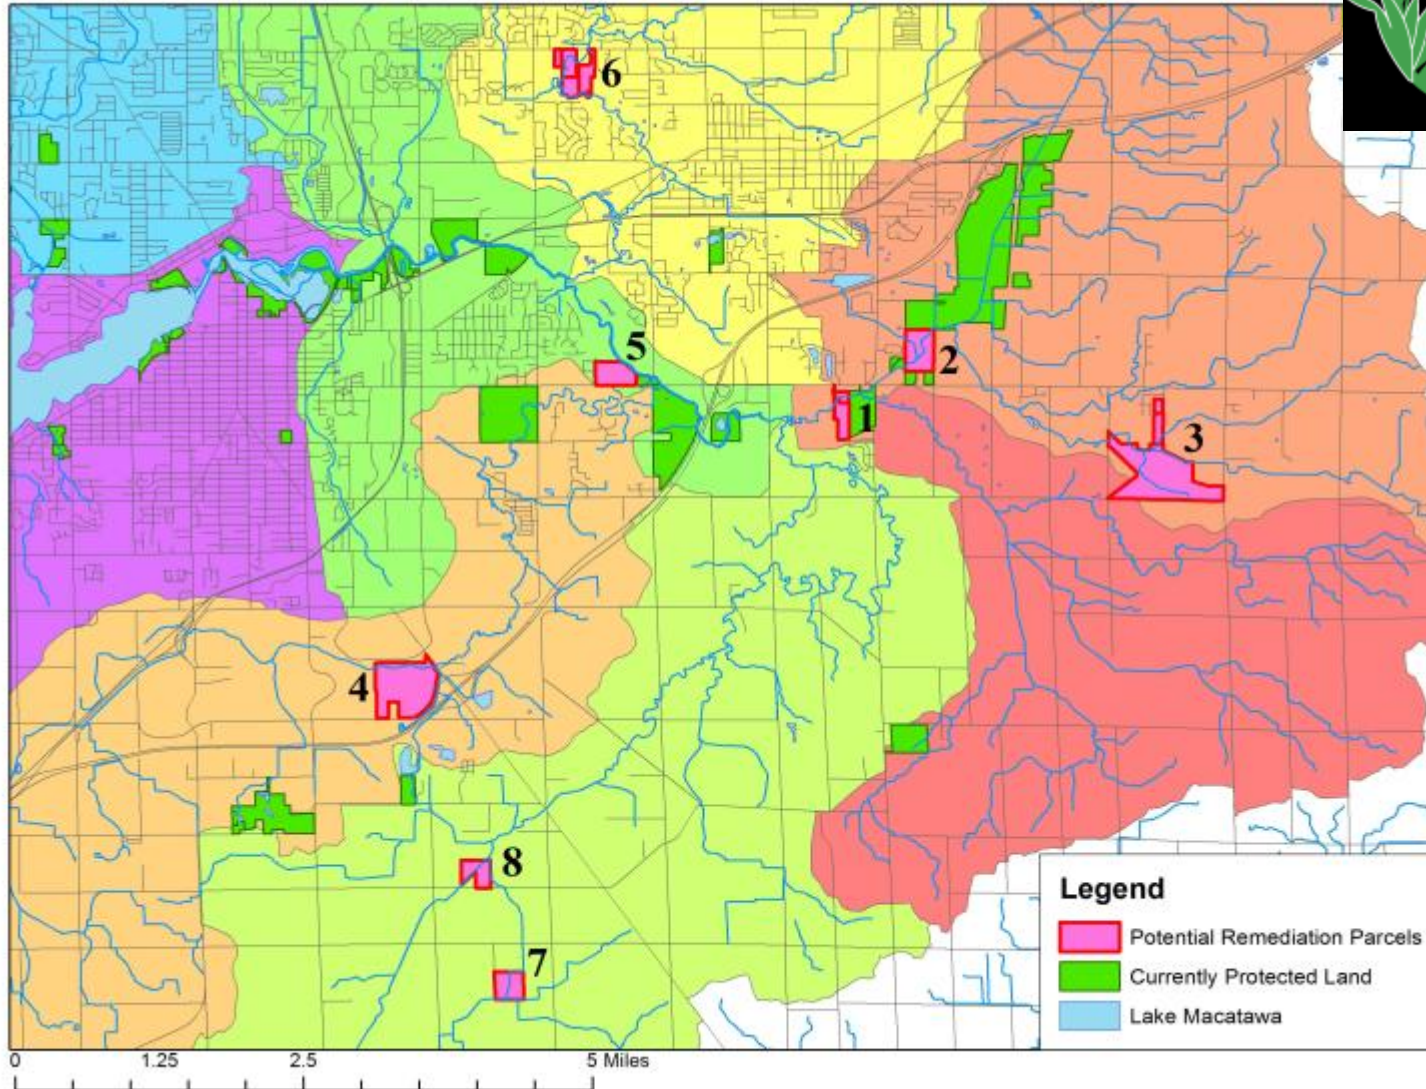 6
5
2
1
3
4
8
7
Legend
Potential Remediation Parcels
Currently Protected Land
Lake Macatawa
0 1.25 2.5 5 Miles